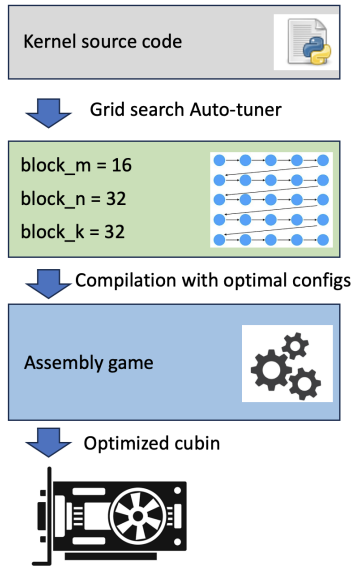 Kernel source code
Grid search Auto-tuner
block_m = 16
block_n = 32
block_k = 32
Compilation with optimal configs
Assembly game
Optimized cubin